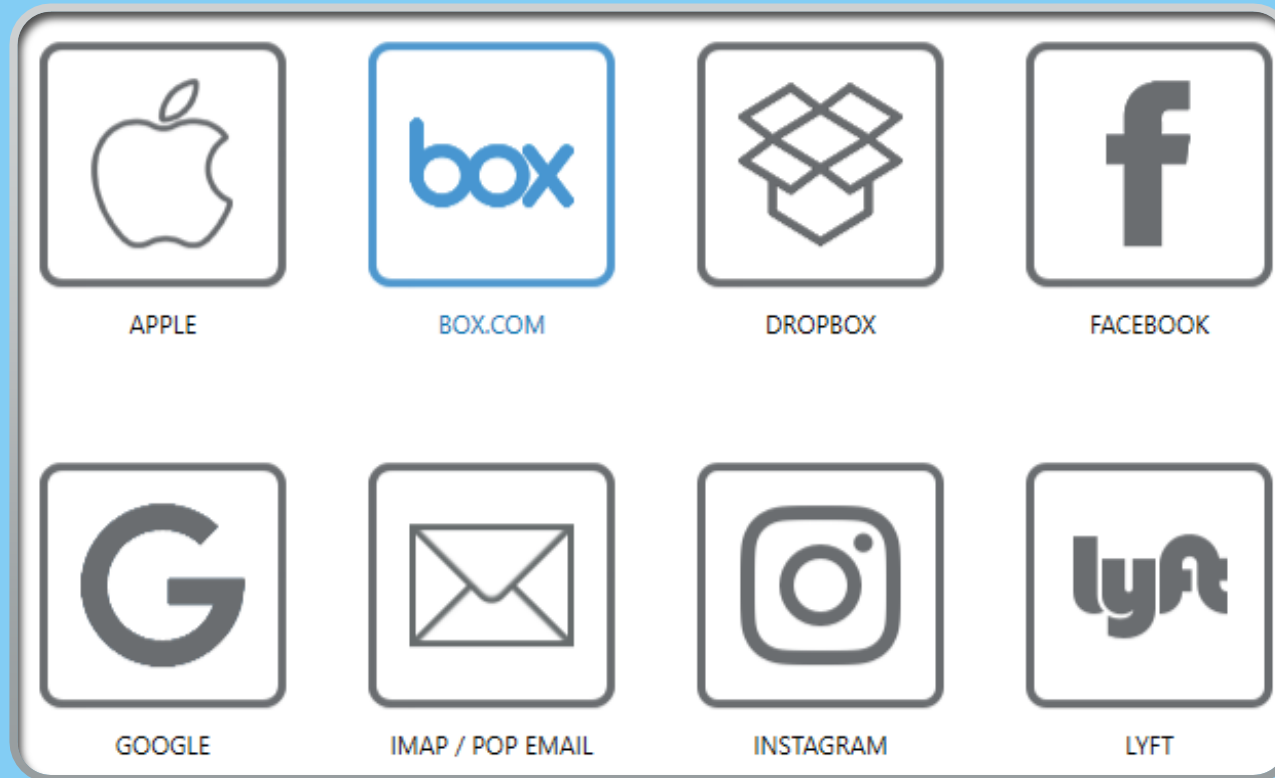 box
APPLE
BOX.COM
DROPBOX
FACEBOOK
f
G
lyft
GOOGLE
IMAP / POP EMAIL
INSTAGRAM
LYFT